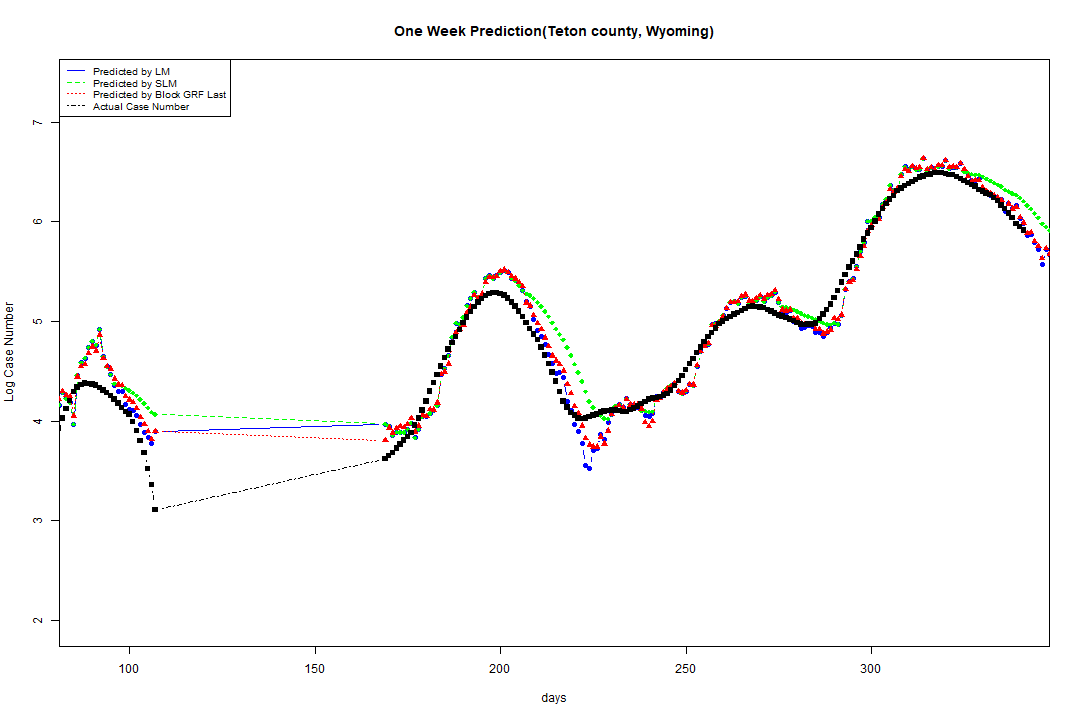 One Week Prediction(Teton county, Wyoming)
Predicted by LM
Predicted by SLM
Predicted by Block GRF Last
Actual Case Number
Log Case Number
7
6
5
4
3
2
100 150 200 250 300
days